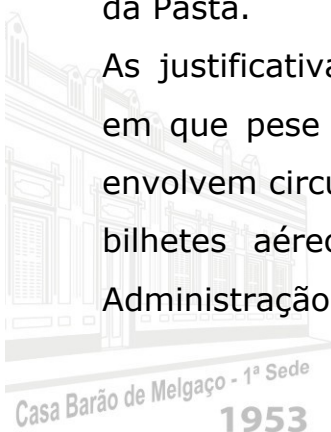 da Pasta.
As justificativa
em que pese
envolvem circu
bilhetes aére
Administração
Casa Barão de Melgaço - 1ª Sede
1953